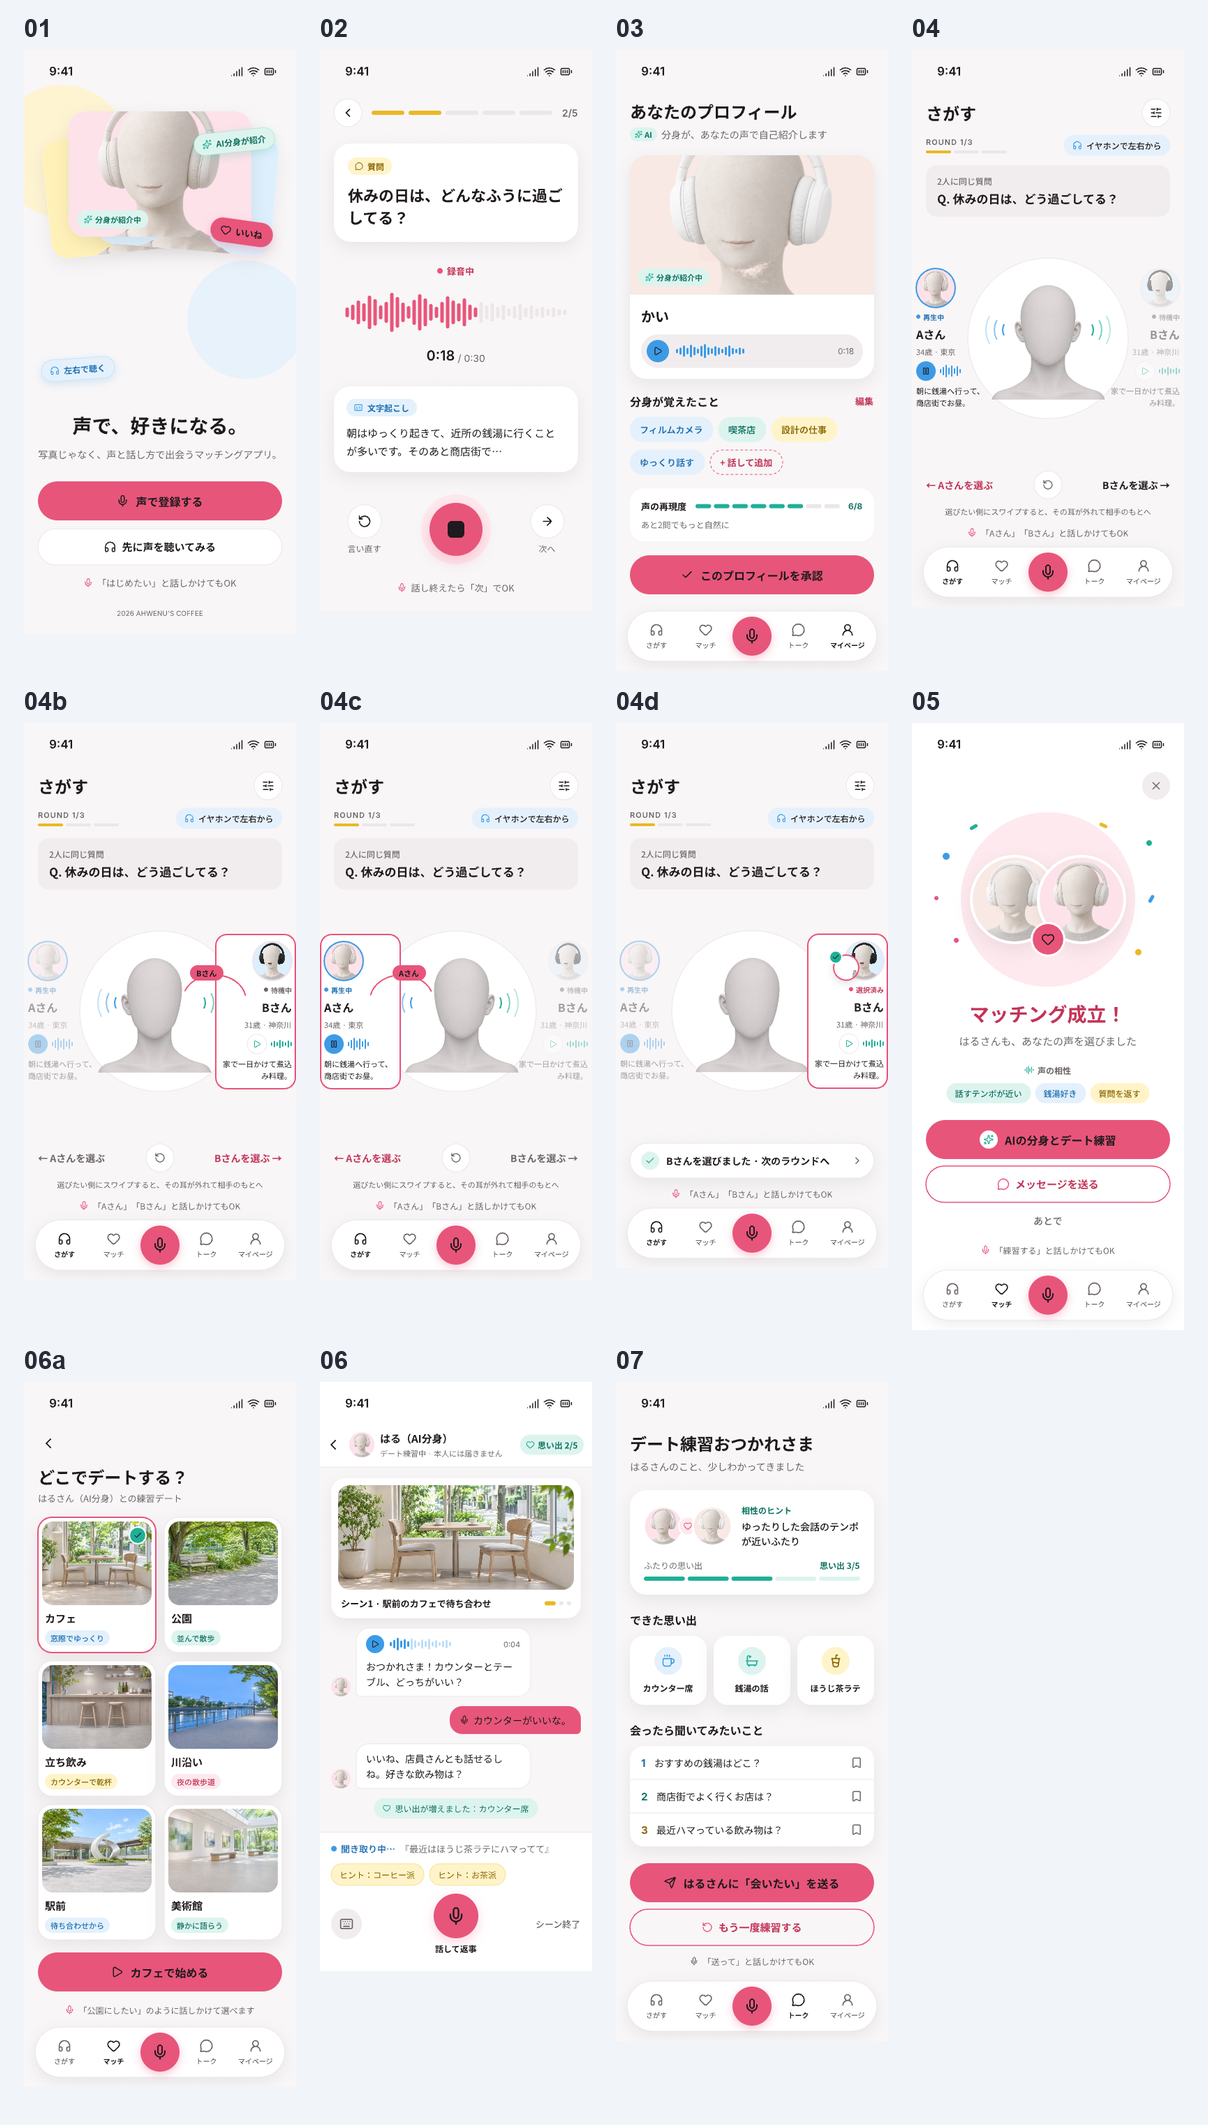 01
9:41
AI分身が紹介
分身が紹介中
いいね
左右で聴く
声で、好きになる。
写真じゃなく、声と話し方で出会うマッチングアプリ。
声で登録する
先に声を聴いてみる
「はじめたい」と話しかけてもOK
2026 AHWENU'S COFFEE
02
9:41
2/5
質問
休みの日は、どんなふうに過ご
してる？
録音中
0:18 / 0:30
文字起こし
朝はゆっくり起きて、近所の銭湯に行くこと
が多いです。そのあと商店街で…
言い直す
次へ
話し終えたら「次」でOK
03
9:41
あなたのプロフィール
AI 分身が、あなたの声で自己紹介します
分身が紹介中
かい
0:18
分身が覚えたこと
編集
フィルムカメラ
喫茶店
設計の仕事
ゆっくり話す
+ 話して追加
声の再現度
6/8
あと2問でもっと自然に
このプロフィールを承認
さがす
マッチ
トーク
マイページ
04
9:41
さがす
ROUND 1/3
イヤホンで左右から
2人に同じ質問
Q. 休みの日は、どう過ごしてる？
再生中
Aさん
34歳・東京
朝に銭湯へ行って、
商店街でお昼。
待機中
Bさん
31歳・神奈川
家で一日かけて煮込
み料理。
← Aさんを選ぶ
Bさんを選ぶ →
選びたい側にスワイプすると、その耳が外れて相手のもとへ
「Aさん」「Bさん」と話しかけてもOK
さがす
マッチ
トーク
マイページ
04b
9:41
さがす
ROUND 1/3
イヤホンで左右から
2人に同じ質問
Q. 休みの日は、どう過ごしてる？
再生中
Aさん
34歳・東京
朝に銭湯へ行って、
商店街でお昼。
Bさん
待機中
Bさん
31歳・神奈川
家で一日かけて煮込
み料理。
← Aさんを選ぶ
Bさんを選ぶ →
選びたい側にスワイプすると、その耳が外れて相手のもとへ
「Aさん」「Bさん」と話しかけてもOK
さがす
マッチ
トーク
マイページ
04c
9:41
さがす
ROUND 1/3
イヤホンで左右から
2人に同じ質問
Q. 休みの日は、どう過ごしてる？
再生中
Aさん
34歳・東京
朝に銭湯へ行って、
商店街でお昼。
Aさん
待機中
Bさん
31歳・神奈川
家で一日かけて煮込
み料理。
← Aさんを選ぶ
Bさんを選ぶ →
選びたい側にスワイプすると、その耳が外れて相手のもとへ
「Aさん」「Bさん」と話しかけてもOK
さがす
マッチ
トーク
マイページ
04d
9:41
さがす
ROUND 1/3
イヤホンで左右から
2人に同じ質問
Q. 休みの日は、どう過ごしてる？
再生中
Aさん
34歳・東京
朝に銭湯へ行って、
商店街でお昼。
選択済み
Bさん
31歳・神奈川
家で一日かけて煮込
み料理。
Bさんを選びました・次のラウンドへ
「Aさん」「Bさん」と話しかけてもOK
さがす
マッチ
トーク
マイページ
05
9:41
マッチング成立！
はるさんも、あなたの声を選びました
声の相性
話すテンポが近い
銭湯好き
質問を返す
AIの分身とデート練習
メッセージを送る
あとで
「練習する」と話しかけてもOK
さがす
マッチ
トーク
マイページ
06a
9:41
どこでデートする？
はるさん（AI分身）との練習デート
カフェ
窓際でゆっくり
公園
並んで散歩
立ち飲み
カウンターで乾杯
川沿い
夜の散歩道
駅前
待ち合わせから
美術館
静かに語らう
カフェで始める
「公園にしたい」のように話しかけて選べます
さがす
マッチ
トーク
マイページ
06
9:41
はる（AI分身）
デート練習中・本人には届きません
思い出 2/5
シーン1・駅前のカフェで待ち合わせ
0:04
おつかれさま！カウンターとテー
ブル、どっちがいい？
カウンターがいいな。
いいね、店員さんとも話せるし
ね。好きな飲み物は？
思い出が増えました：カウンター席
聞き取り中…
『最近はほうじ茶ラテにハマってて』
ヒント：コーヒー派
ヒント：お茶派
話して返事
シーン終了
07
9:41
デート練習おつかれさま
はるさんのこと、少しわかってきました
相性のヒント
ゆったりした会話のテンポ
が近いふたり
ふたりの思い出
思い出 3/5
できた思い出
カウンター席
銭湯の話
ほうじ茶ラテ
会ったら聞いてみたいこと
1 おすすめの銭湯はどこ？
2 商店街でよく行くお店は？
3 最近ハマっている飲み物は？
はるさんに「会いたい」を送る
もう一度練習する
「送って」と話しかけてもOK
さがす
マッチ
トーク
マイページ